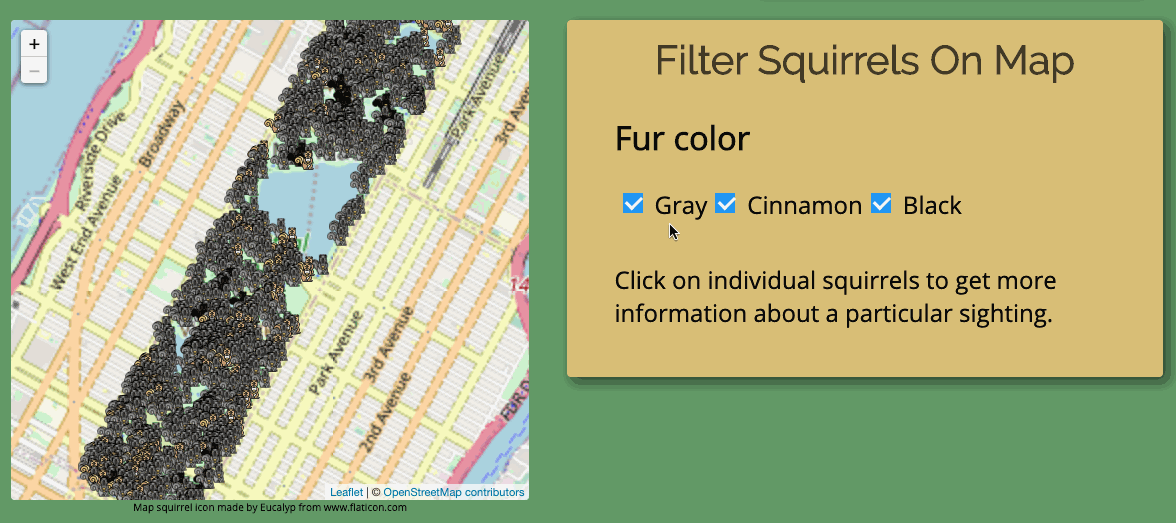 +
−
Riverside Drive
Broadway
West End Avenue
Park Avenue
3rd Ave
Park Avenue
3rd Avenue
2nd Avenue
14
FDR D
Leaflet | © OpenStreetMap contributors
Map squirrel icon made by Eucalyp from www.flaticon.com
Filter Squirrels On Map
Fur color
Gray Cinnamon Black
Click on individual squirrels to get more
information about a particular sighting.